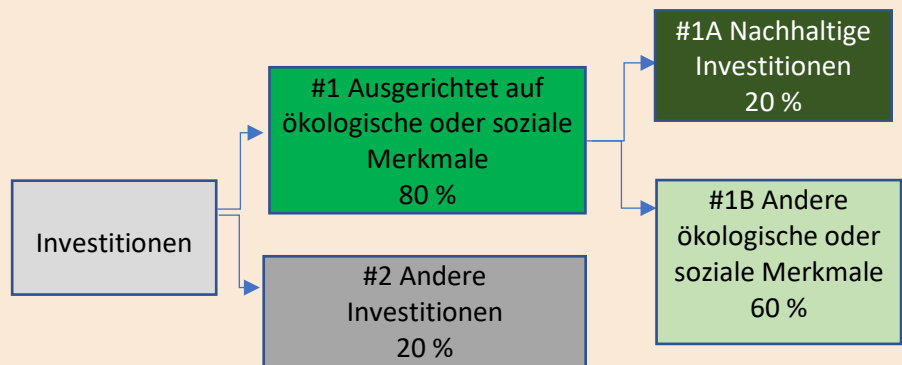 Investitionen
#1 Ausgerichtet auf
ökologische oder soziale
Merkmale
80 %
#2 Andere
Investitionen
20 %
#1A Nachhaltige
Investitionen
20 %
#1B Andere
ökologische oder
soziale Merkmale
60 %